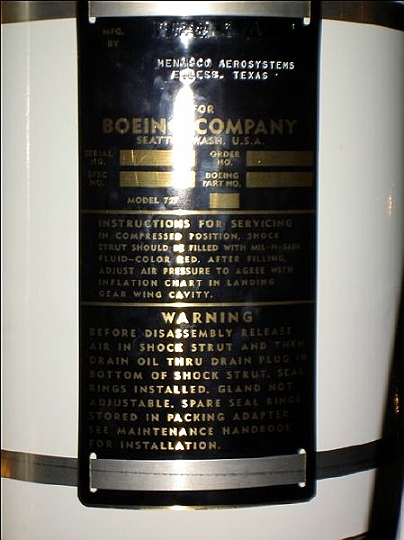 MFG.
BY
MENASCO AEROSYSTEMS
EULESS, TEXAS
FOR
BOEING COMPANY
SEATTLE, WASH. U.S.A.
SERIAL NO. ORDER NO.
SPEC NO. BOEING PART NO.
MODEL 727
INSTRUCTIONS FOR SERVICING
IN COMPRESSED POSITION, SHOCK
STRUT SHOULD BE FILLED WITH
FLUID-COLOR RED. AFTER FILLING,
ADJUST AIR PRESSURE TO AGREE WITH
INFLATION CHART IN LANDING
GEAR WING CAVITY.
WARNING
BEFORE DISASSEMBLY RELEASE
AIR IN SHOCK STRUT AND THEN
DRAIN OIL THRU DRAIN PLUG IN
BOTTOM OF SHOCK STRUT. SEAL
RINGS INSTALLED. GLAND NOT
ADJUSTABLE. SPARE SEAL RINGS
STORED IN PACKING ADAPTER.
SEE MAINTENANCE HANDBOOK
FOR INSTALLATION.